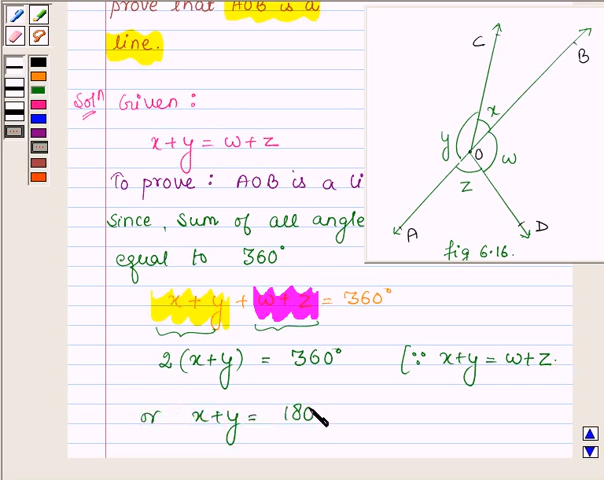 prove that AOB is a
line.
Solⁿ Given :
x+y = w+z
To prove : AOB is a li
Since, Sum of all angle
equal to 360°
x+y + w+z = 360°
2(x+y) = 360° [∵ x+y = w+z.
or x+y = 180
C
B
x
y
O
w
z
A
D
fig 6.16.